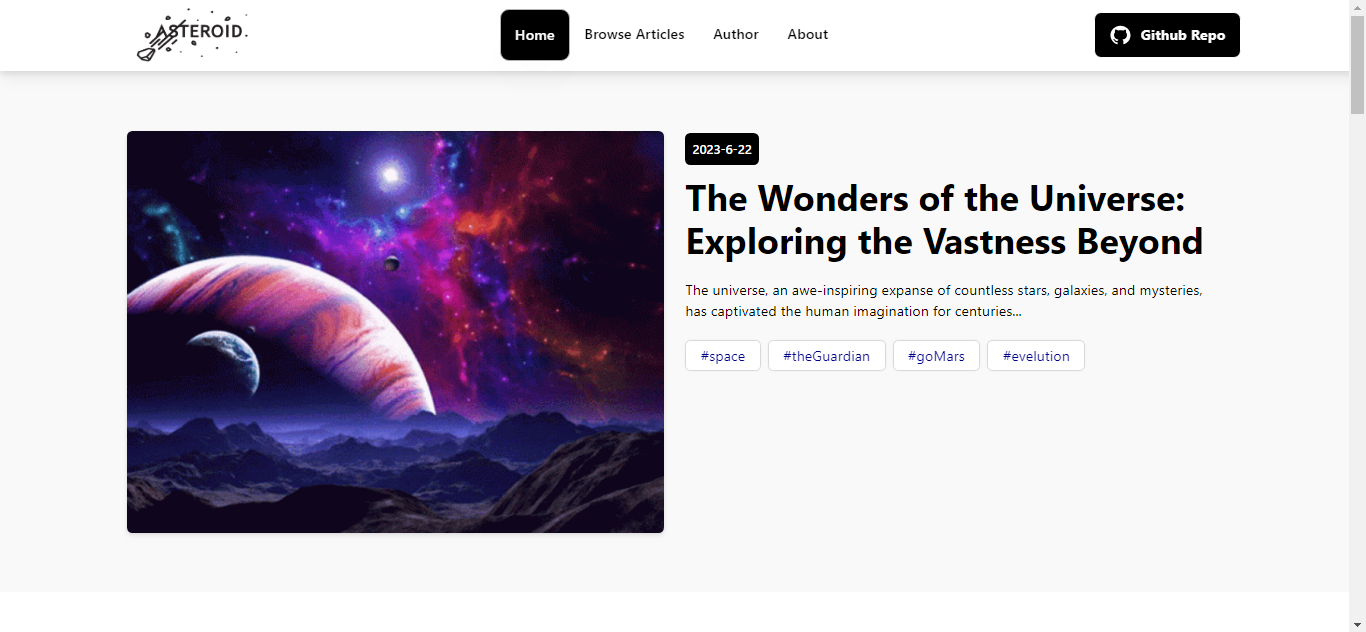 ASTEROID.
Home
Browse Articles
Author
About
Github Repo
2023-6-22
The Wonders of the Universe:
Exploring the Vastness Beyond
The universe, an awe-inspiring expanse of countless stars, galaxies, and mysteries,
has captivated the human imagination for centuries...
#space
#theGuardian
#goMars
#evelution